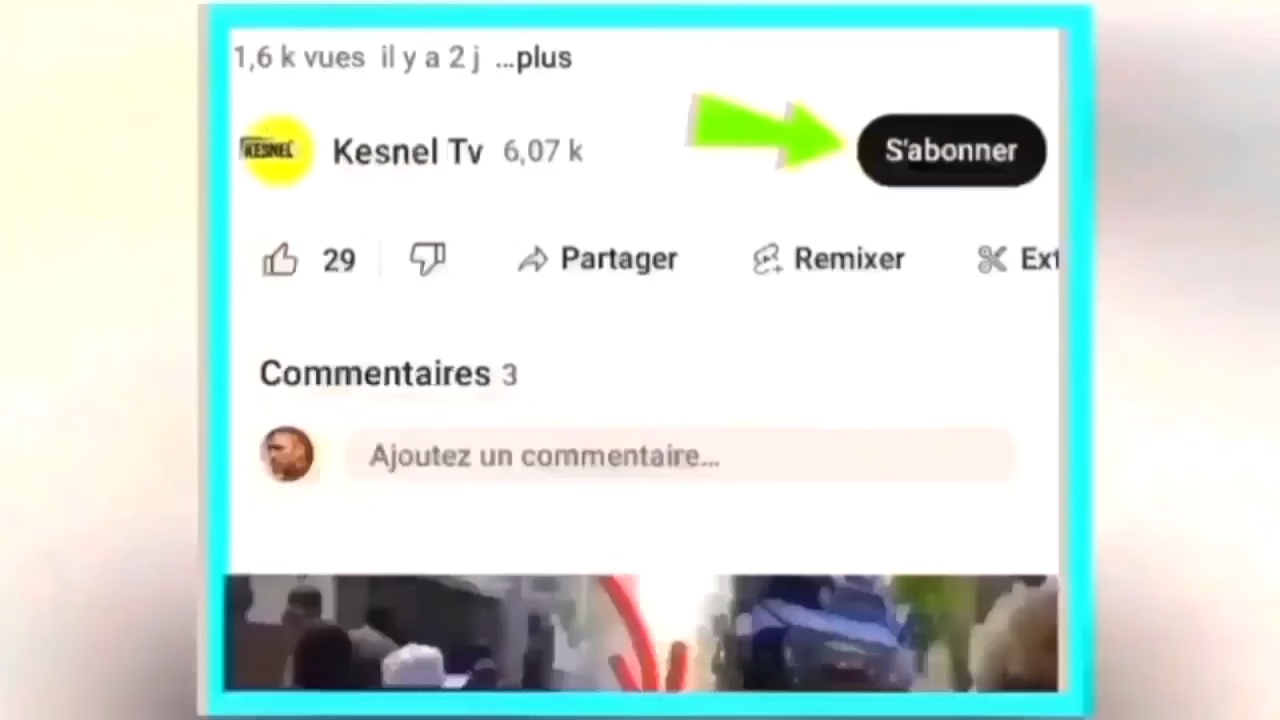 1,6 k vues il y a 2 j ...plus
KESNEL Kesnel Tv 6,07 k S'abonner
29 Partager Remixer Ext
Commentaires 3
Ajoutez un commentaire...